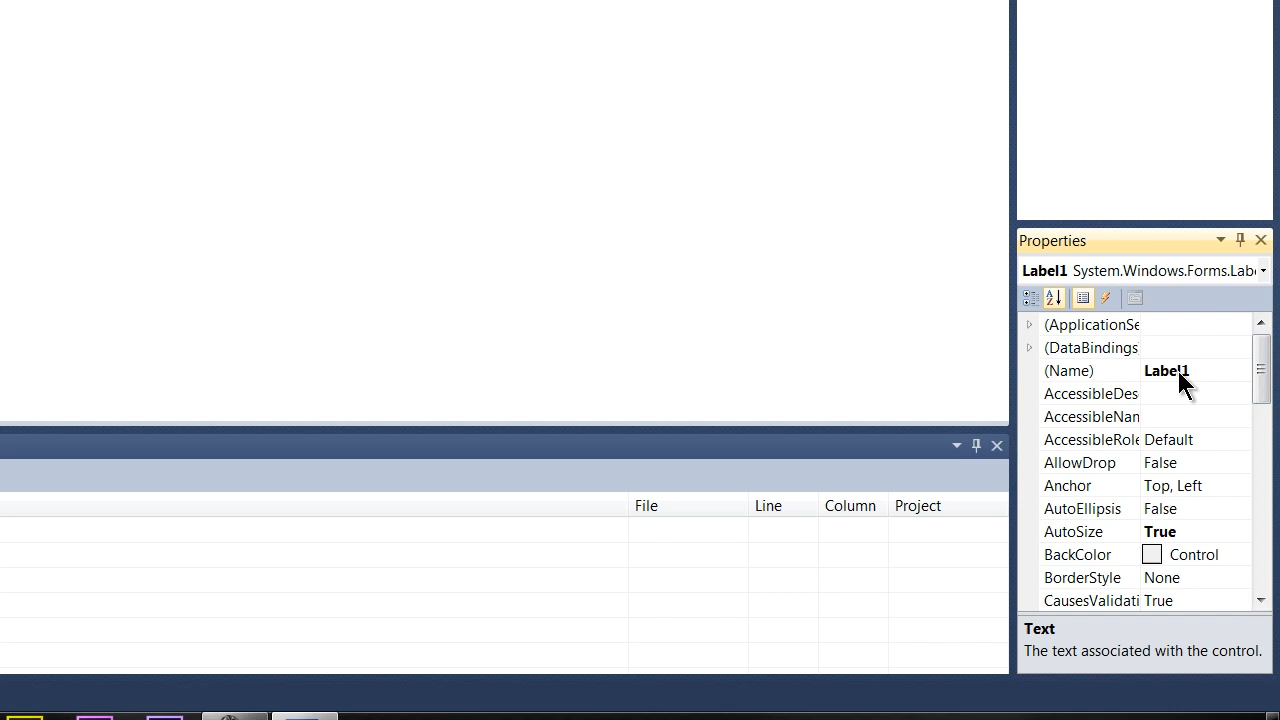 Properties
Label1 System.Windows.Forms.Labe
(ApplicationSe
(DataBindings)
(Name) Label1
AccessibleDes
AccessibleNan
AccessibleRole Default
AllowDrop False
Anchor Top, Left
AutoEllipsis False
AutoSize True
BackColor Control
BorderStyle None
CausesValidati True
Text
The text associated with the control.
File Line Column Project